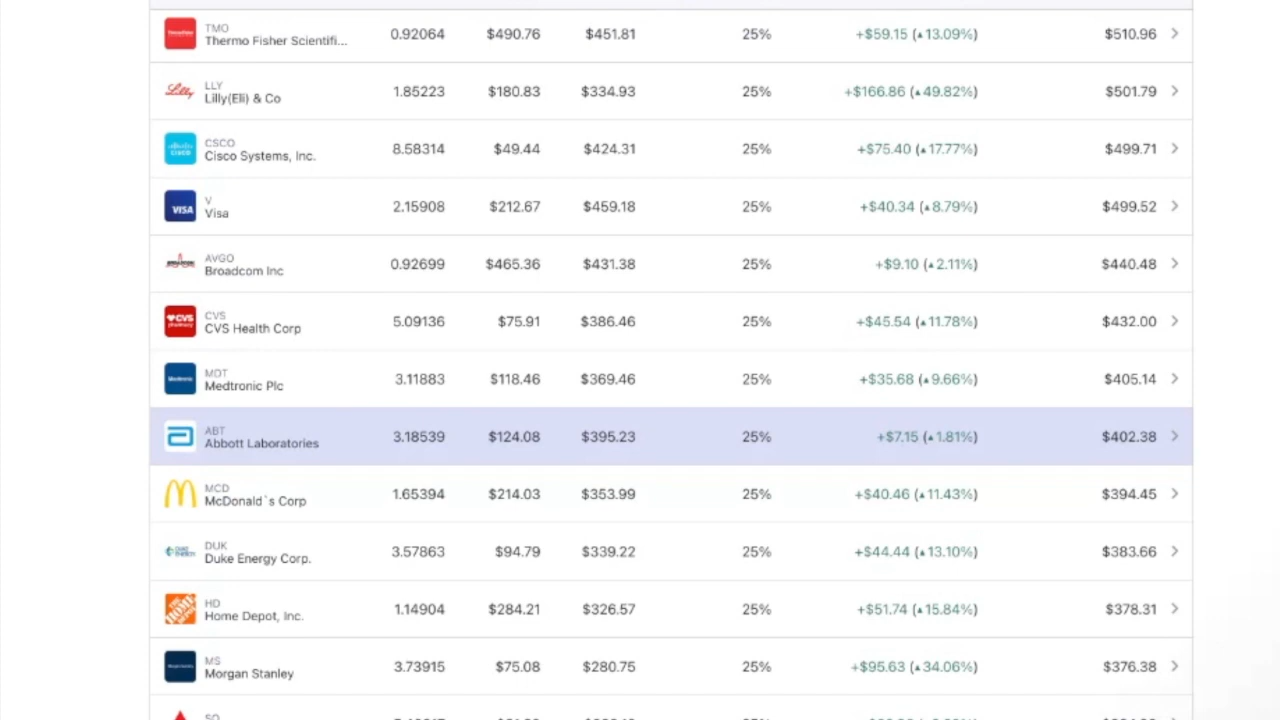 TMO
Thermo Fisher Scientifi... 0.92064 $490.76 $451.81 25% +$59.15 (▲13.09%) $510.96
Lilly LLY
Lilly(Eli) & Co 1.85223 $180.83 $334.93 25% +$166.86 (▲49.82%) $501.79
CISCO CSCO
Cisco Systems, Inc. 8.58314 $49.44 $424.31 25% +$75.40 (▲17.77%) $499.71
VISA V
Visa 2.15908 $212.67 $459.18 25% +$40.34 (▲8.79%) $499.52
AVGO
Broadcom Inc 0.92699 $465.36 $431.38 25% +$9.10 (▲2.11%) $440.48
CVS pharmacy CVS
CVS Health Corp 5.09136 $75.91 $386.46 25% +$45.54 (▲11.78%) $432.00
Medtronic MDT
Medtronic Plc 3.11883 $118.46 $369.46 25% +$35.68 (▲9.66%) $405.14
ABT
Abbott Laboratories 3.18539 $124.08 $395.23 25% +$7.15 (▲1.81%) $402.38
MCD
McDonald`s Corp 1.65394 $214.03 $353.99 25% +$40.46 (▲11.43%) $394.45
DUK
Duke Energy Corp. 3.57863 $94.79 $339.22 25% +$44.44 (▲13.10%) $383.66
THE HOME DEPOT HD
Home Depot, Inc. 1.14904 $284.21 $326.57 25% +$51.74 (▲15.84%) $378.31
MS
Morgan Stanley 3.73915 $75.08 $280.75 25% +$95.63 (▲34.06%) $376.38
SO